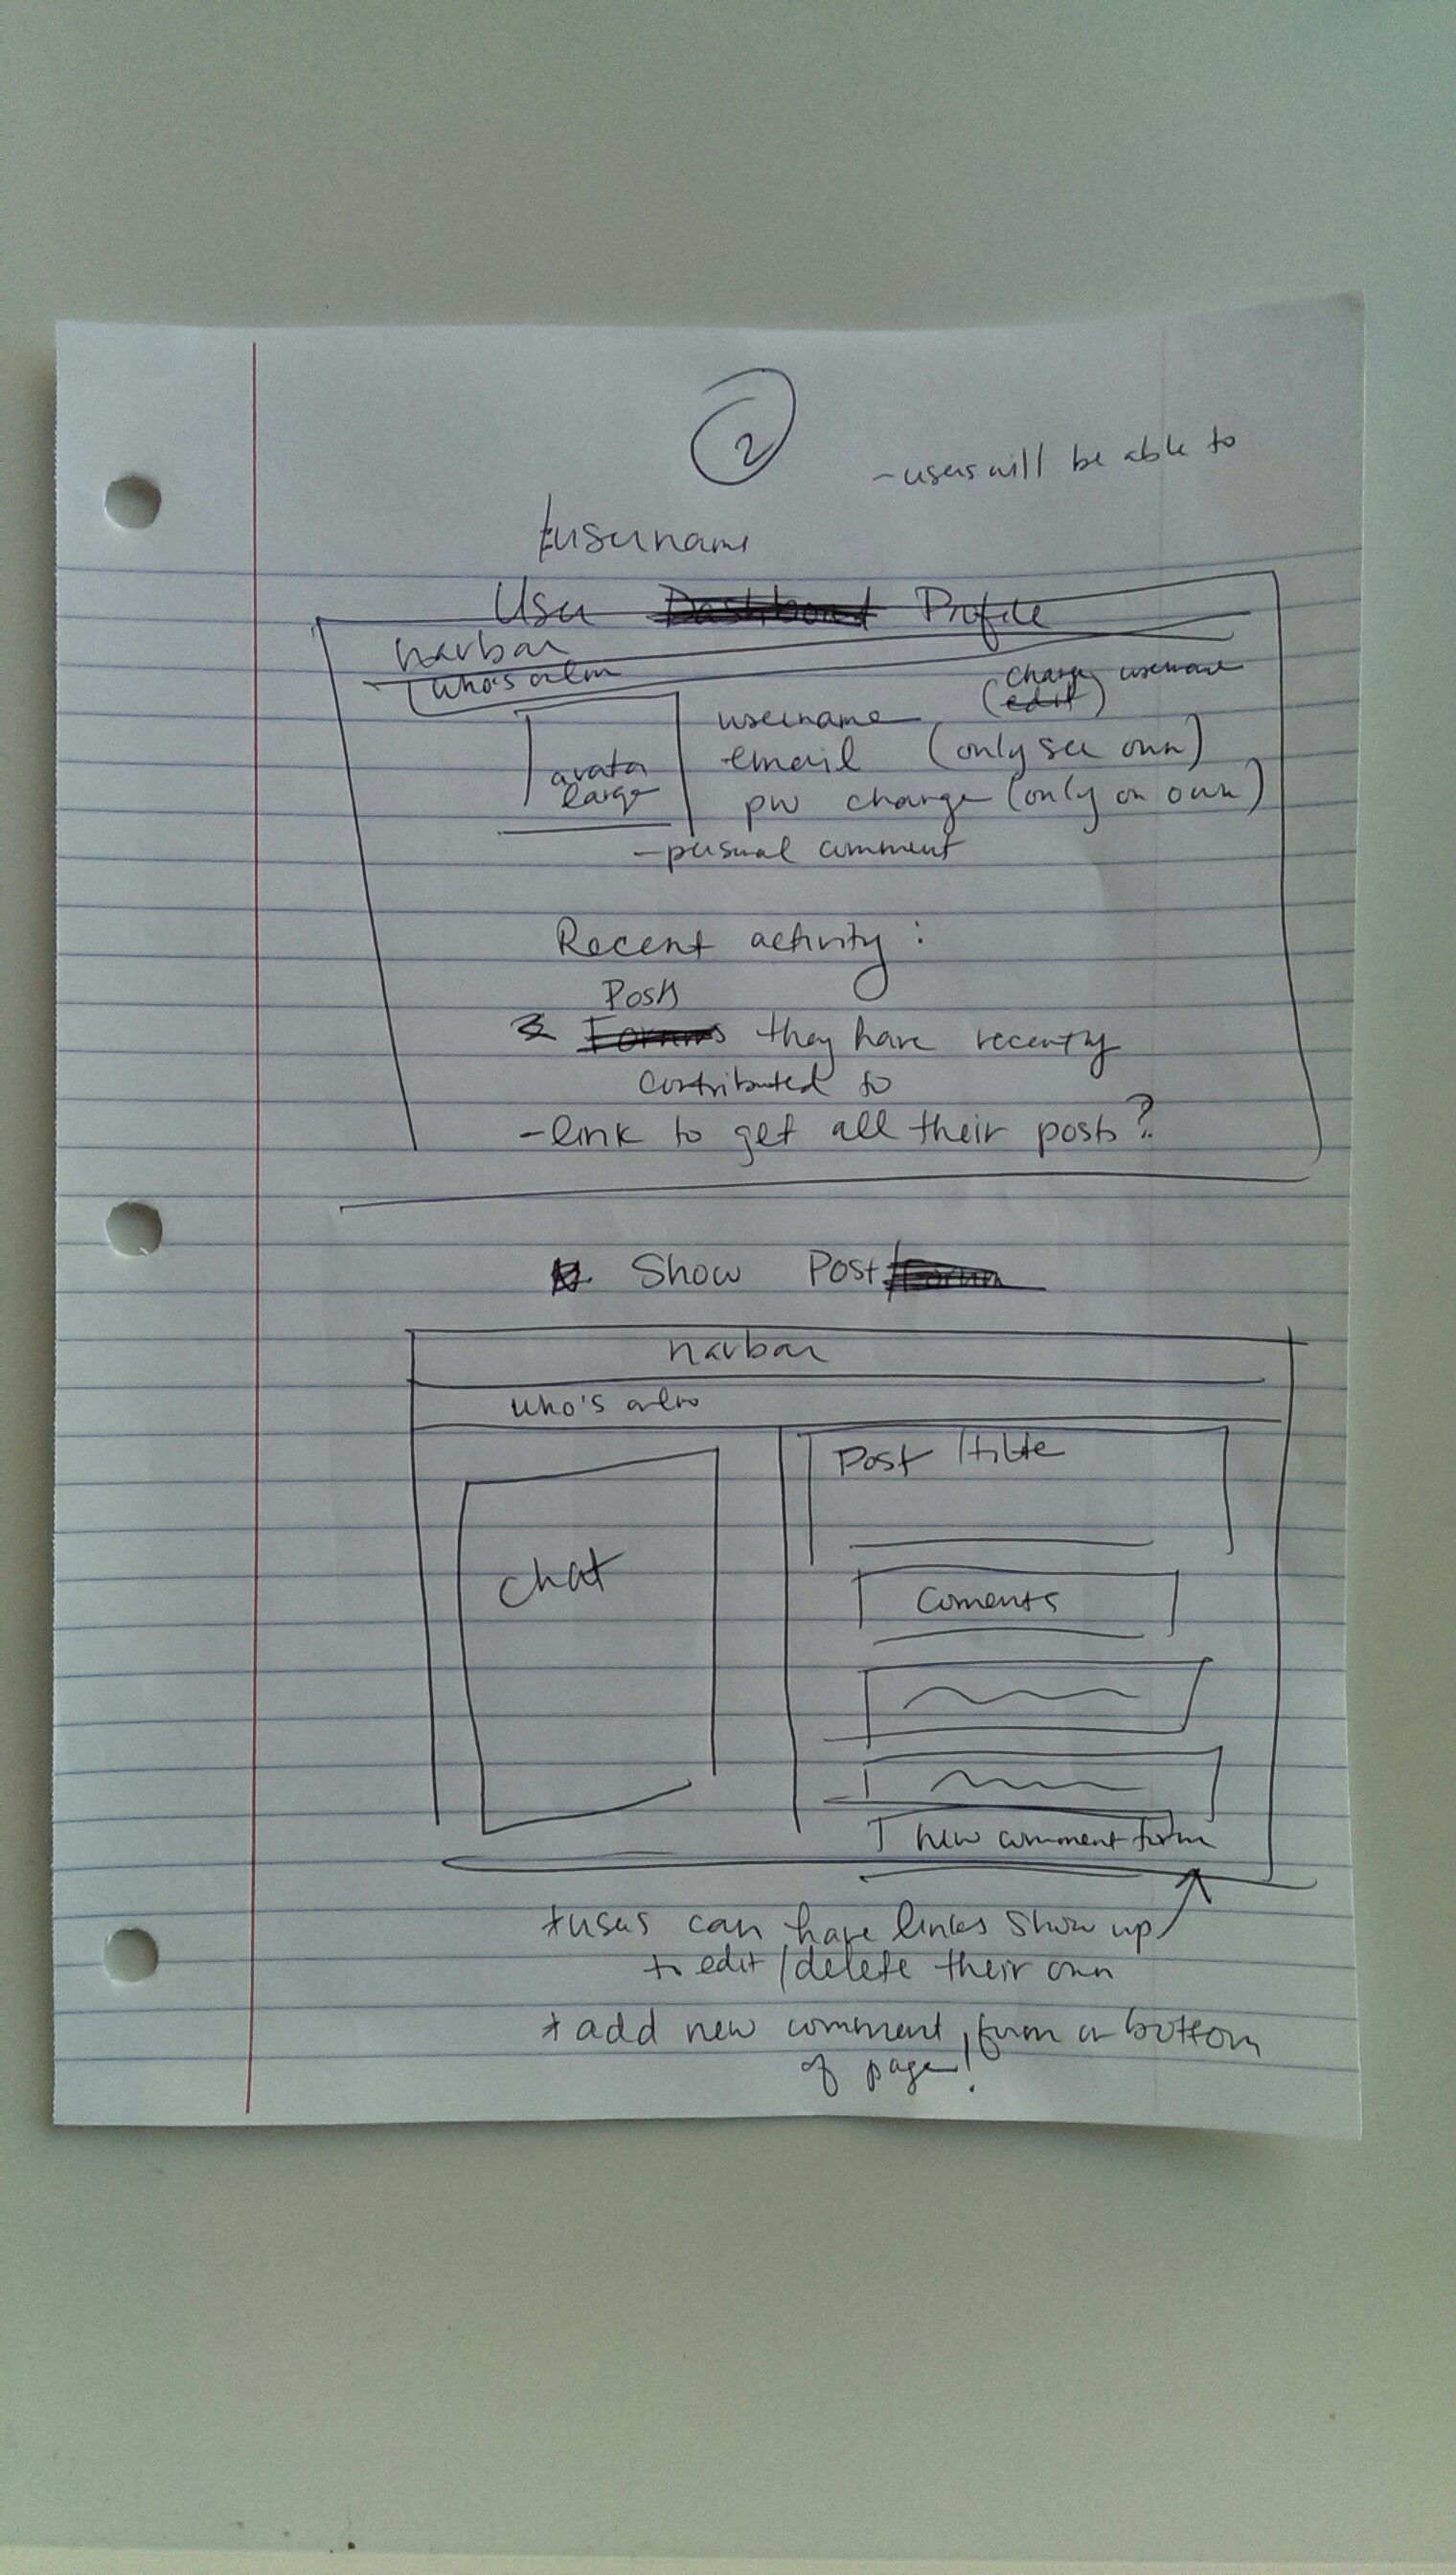 2
- users will be able to
/username
User Dashboard Profile
navbar
who's online
change username
(edit)
username
email (only see own)
avatar
large
pw change (only on own)
- personal comment
Recent activity:
Posts
Forums they have recently
contributed to
- link to get all their posts?
Show Post/Forum
navbar
who's online
Post / title
chat
Coments
new comment form
*users can have links show up
to edit/delete their own
* add new comment, form on bottom
of page!